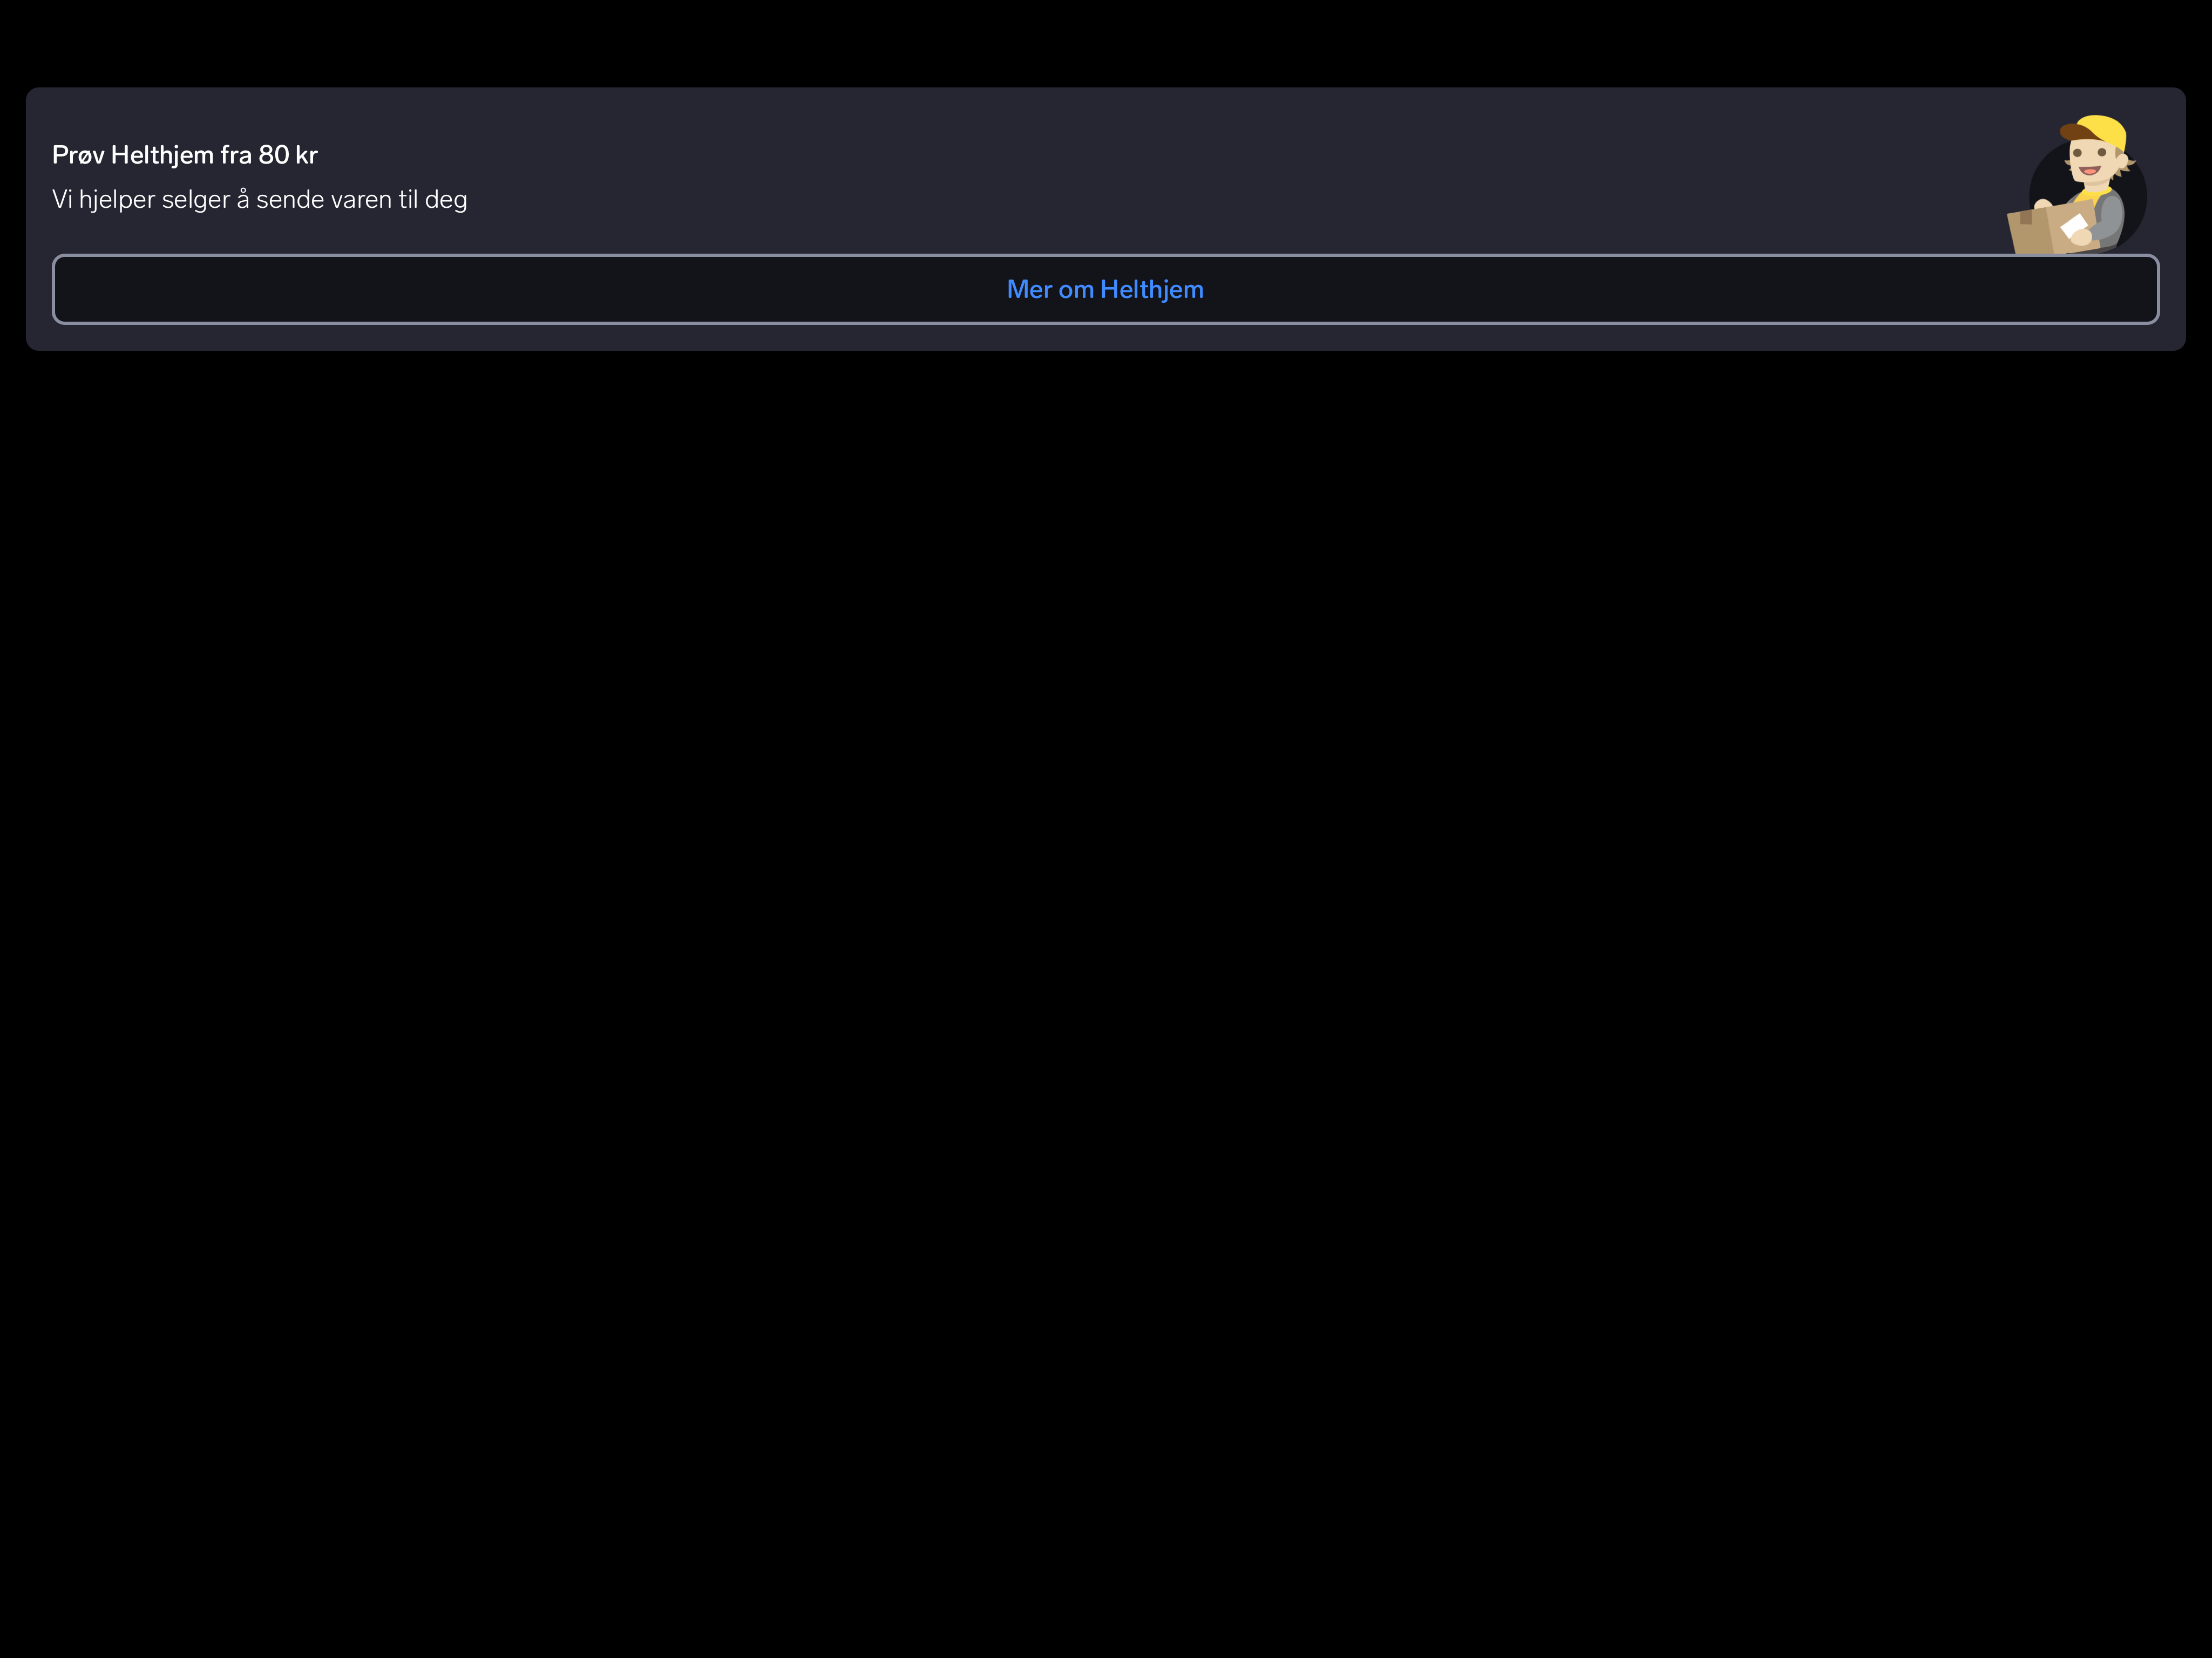 Prøv Helthjem fra 80 kr
Vi hjelper selger å sende varen til deg
Mer om Helthjem